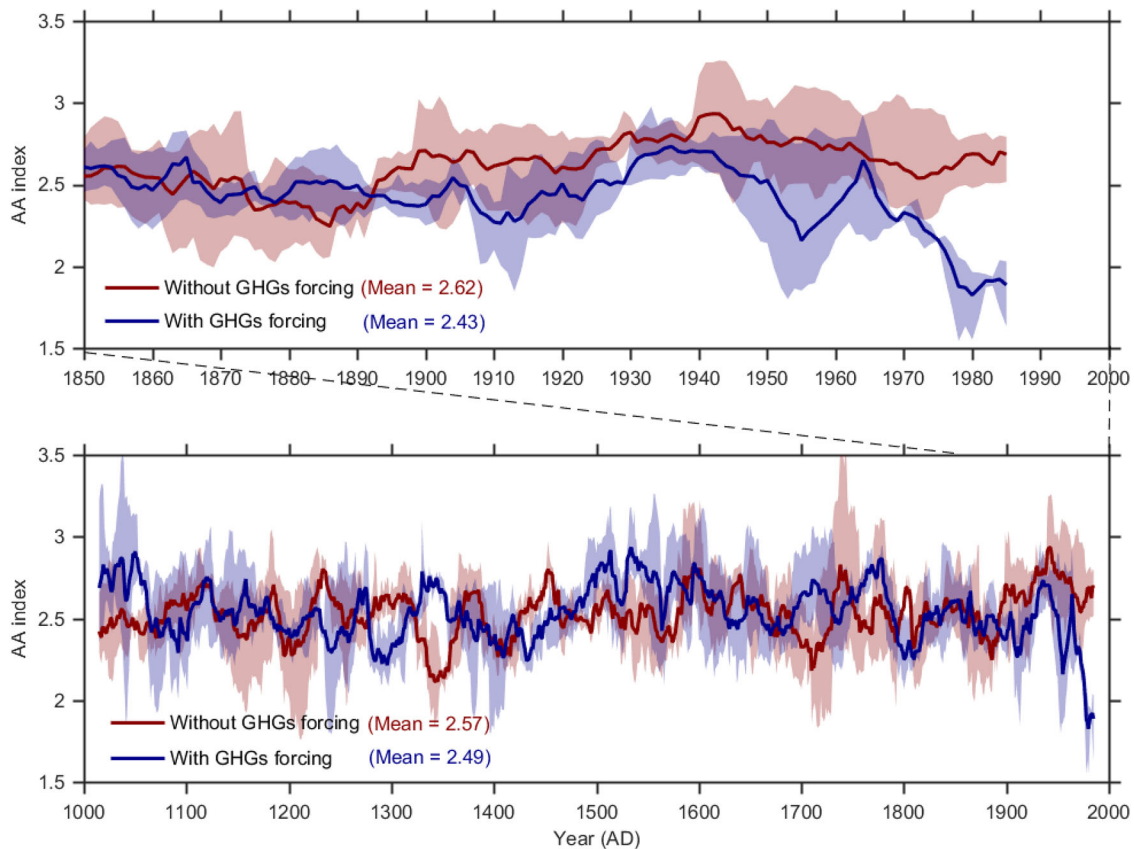 3.5
3
AA index
2.5
2
Without GHGs forcing (Mean = 2.62)
With GHGs forcing (Mean = 2.43)
1.5
1850 1860 1870 1880 1890 1900 1910 1920 1930 1940 1950 1960 1970 1980 1990 2000
3.5
3
AA index
2.5
2
Without GHGs forcing (Mean = 2.57)
With GHGs forcing (Mean = 2.49)
1.5
1000 1100 1200 1300 1400 1500 1600 1700 1800 1900 2000
Year (AD)